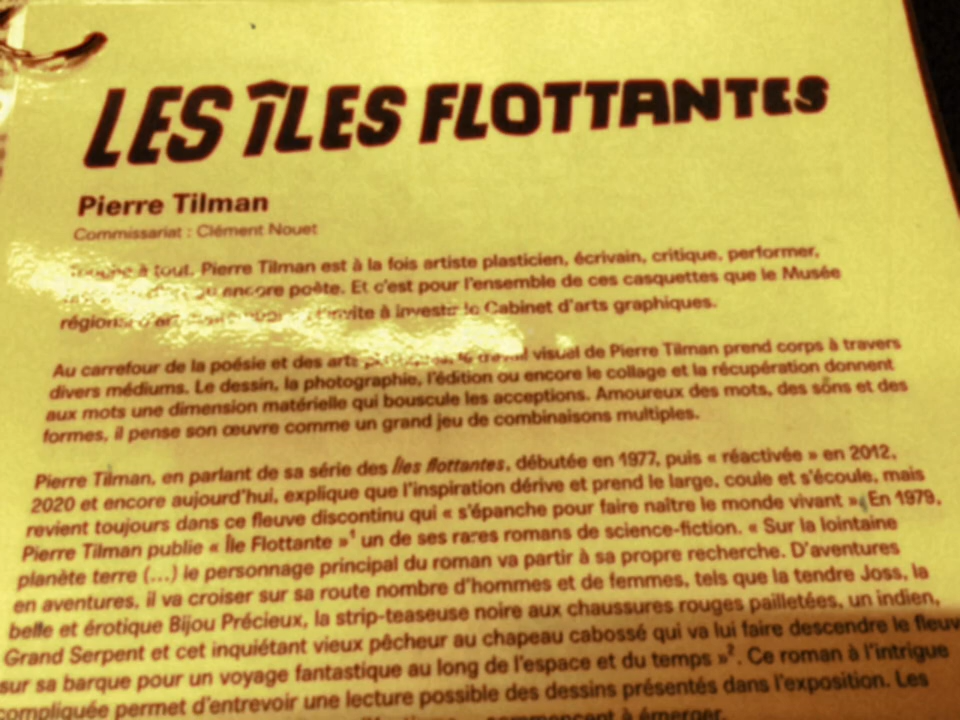 LES ÎLES FLOTTANTES
Pierre Tilman
Commissariat : Clément Nouet
à tout, Pierre Tilman est à la fois artiste plasticien, écrivain, critique, performer,
ou encore poète. Et c'est pour l'ensemble de ces casquettes que le Musée
régional d'art l'invite à investir le Cabinet d'arts graphiques.
Au carrefour de la poésie et des arts le travail visuel de Pierre Tilman prend corps à travers
divers médiums. Le dessin, la photographie, l'édition ou encore le collage et la récupération donnent
aux mots une dimension matérielle qui bouscule les acceptions. Amoureux des mots, des sons et des
formes, il pense son œuvre comme un grand jeu de combinaisons multiples.
Pierre Tilman, en parlant de sa série des Îles flottantes, débutée en 1977, puis « réactivée » en 2012,
2020 et encore aujourd'hui, explique que l'inspiration dérive et prend le large, coule et s'écoule, mais
revient toujours dans ce fleuve discontinu qui « s'épanche pour faire naître le monde vivant ». En 1979,
Pierre Tilman publie « Île Flottante »¹ un de ses rares romans de science-fiction. « Sur la lointaine
planète terre (...) le personnage principal du roman va partir à sa propre recherche. D'aventures
en aventures, il va croiser sur sa route nombre d'hommes et de femmes, tels que la tendre Joss, la
belle et érotique Bijou Précieux, la strip-teaseuse noire aux chaussures rouges pailletées, un indien,
Grand Serpent et cet inquiétant vieux pêcheur au chapeau cabossé qui va lui faire descendre le fleuv
sur sa barque pour un voyage fantastique au long de l'espace et du temps »². Ce roman à l'intrigue
compliquée permet d'entrevoir une lecture possible des dessins présentés dans l'exposition. Les
commencent à émerger.